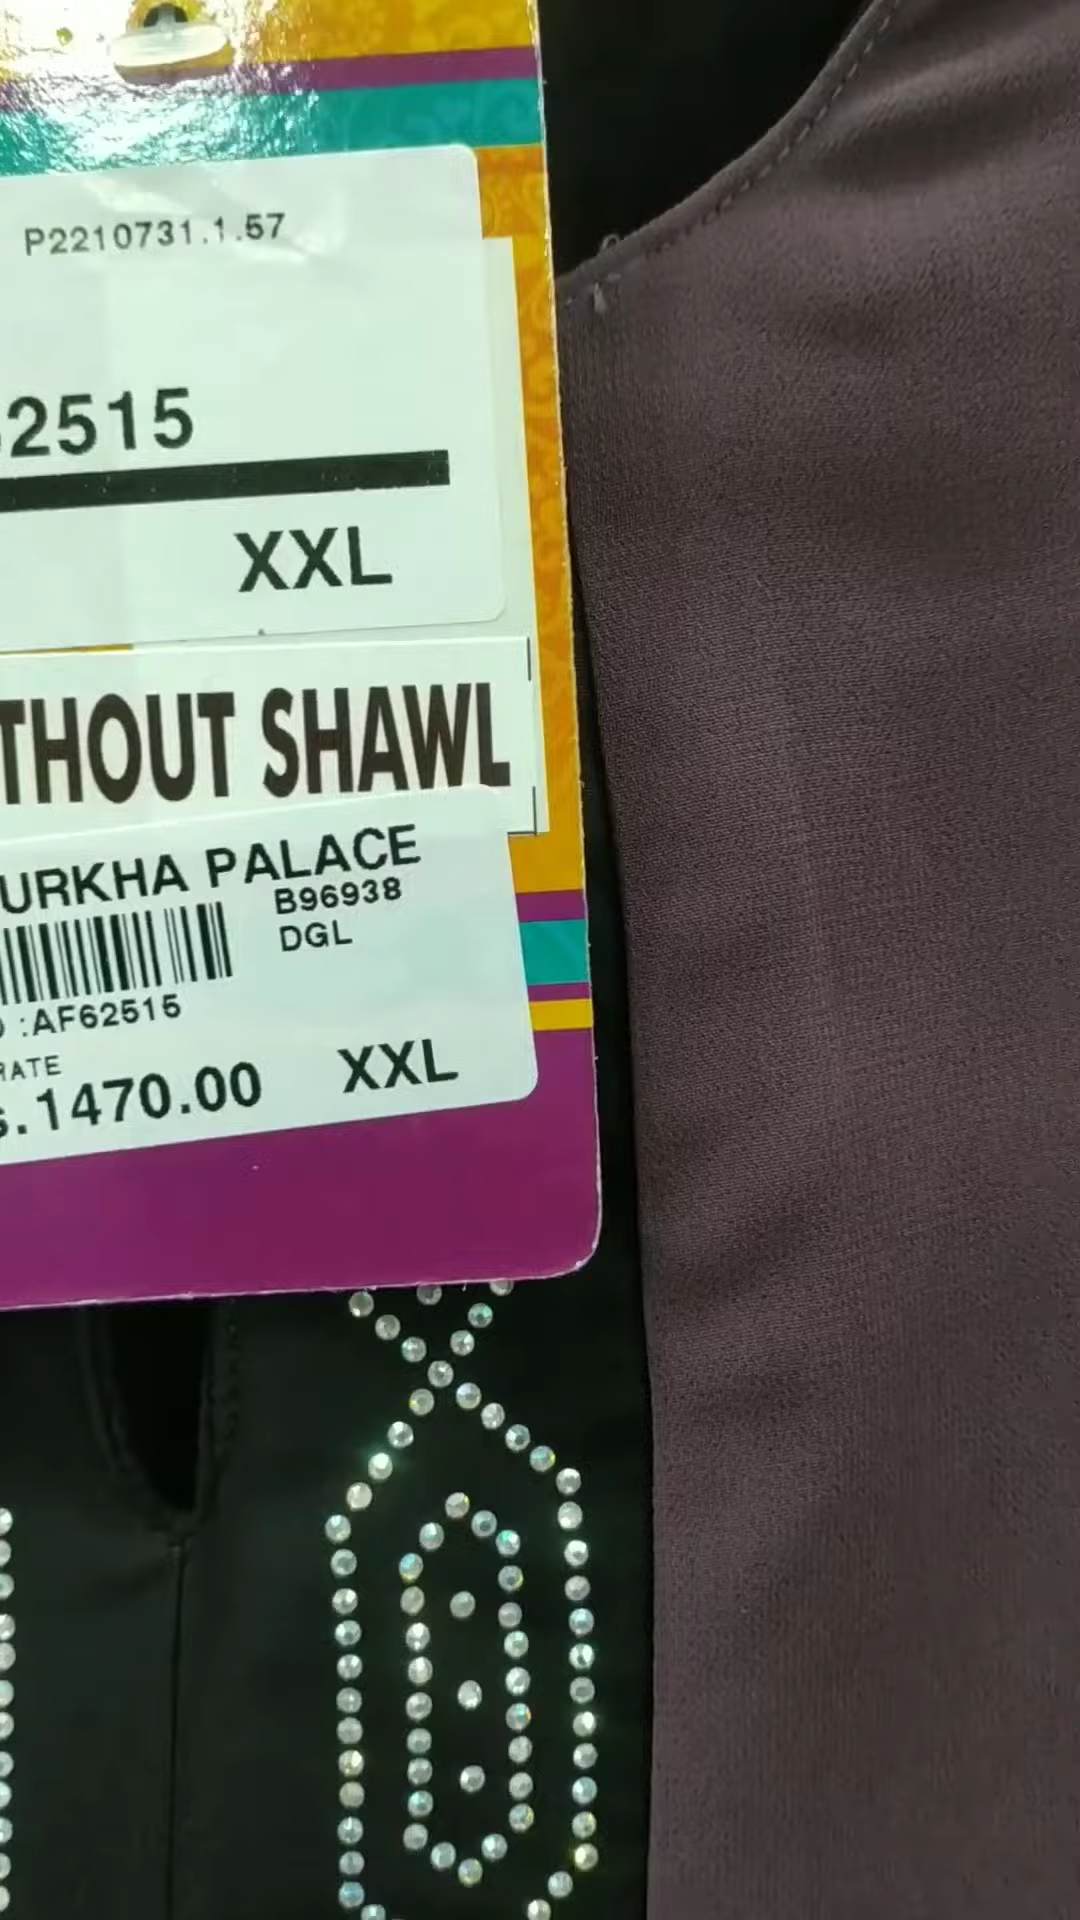 P2210731.1.57
2515
XXL
THOUT SHAWL
URKHA PALACE
B96938
DGL
:AF62515
RATE
.1470.00
XXL